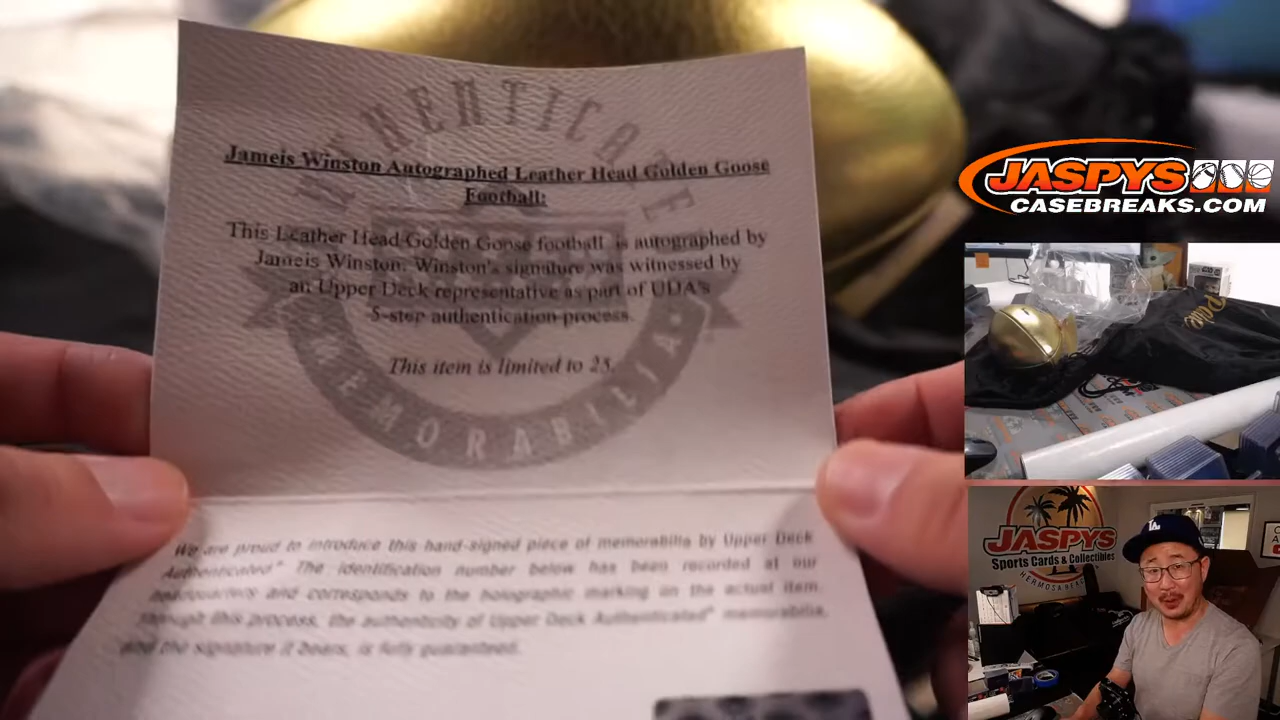 AUTHENTICATE
Jameis Winston Autographed Leather Head Golden Goose
Football:
This Leather Head Golden Goose football is autographed by
Jameis Winston. Winston's signature was witnessed by
an Upper Deck representative as part of UDA's
5-step authentication process.
This item is limited to 25.
MEMORABILIA
We are proud to introduce this hand-signed piece of memorabilia by Upper Deck
Authenticated® The identification number below has been recorded at our
headquarters and corresponds to the holographic marking on the actual item.
Through this process, the authenticity of Upper Deck Authenticated® memorabilia,
and the signature it bears, is fully guaranteed.
JASPYS
CASEBREAKS.COM
JASPYS
Sports Cards & Collectibles
HERMOSA BEACH
LA